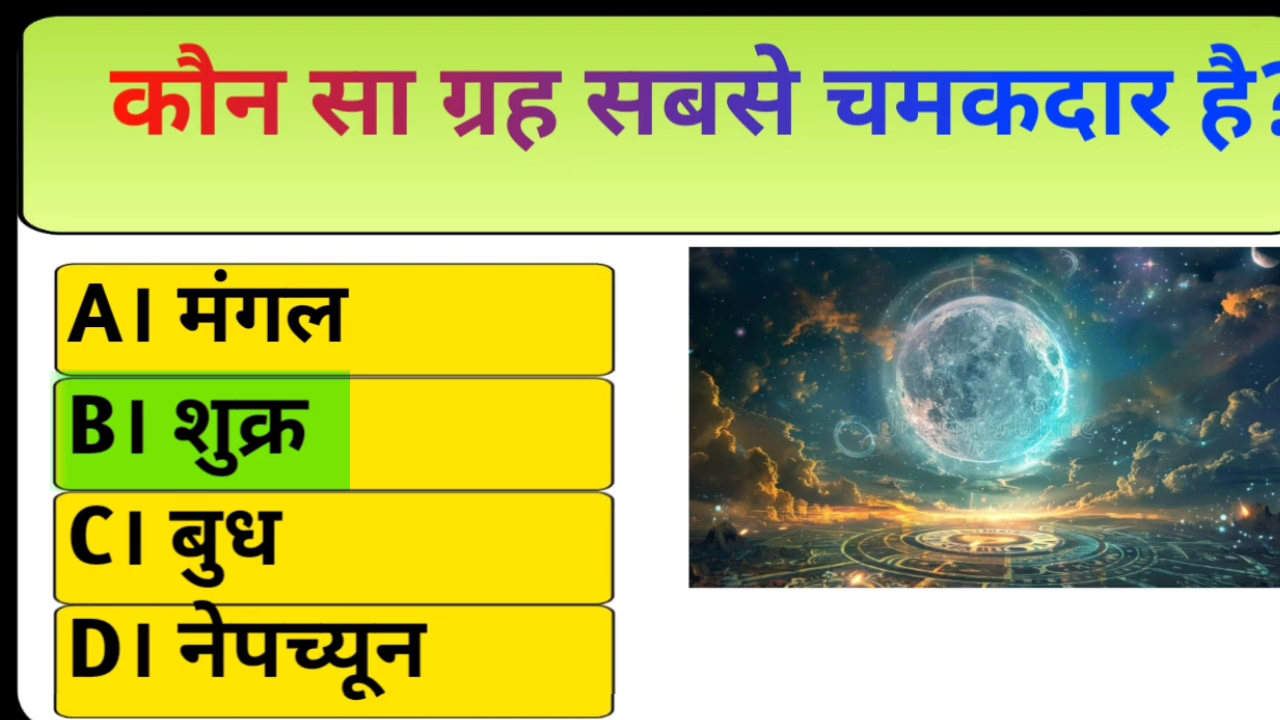 कौन सा ग्रह सबसे चमकदार है?
A। मंगल
B। शुक्र
C। बुध
D। नेपच्यून